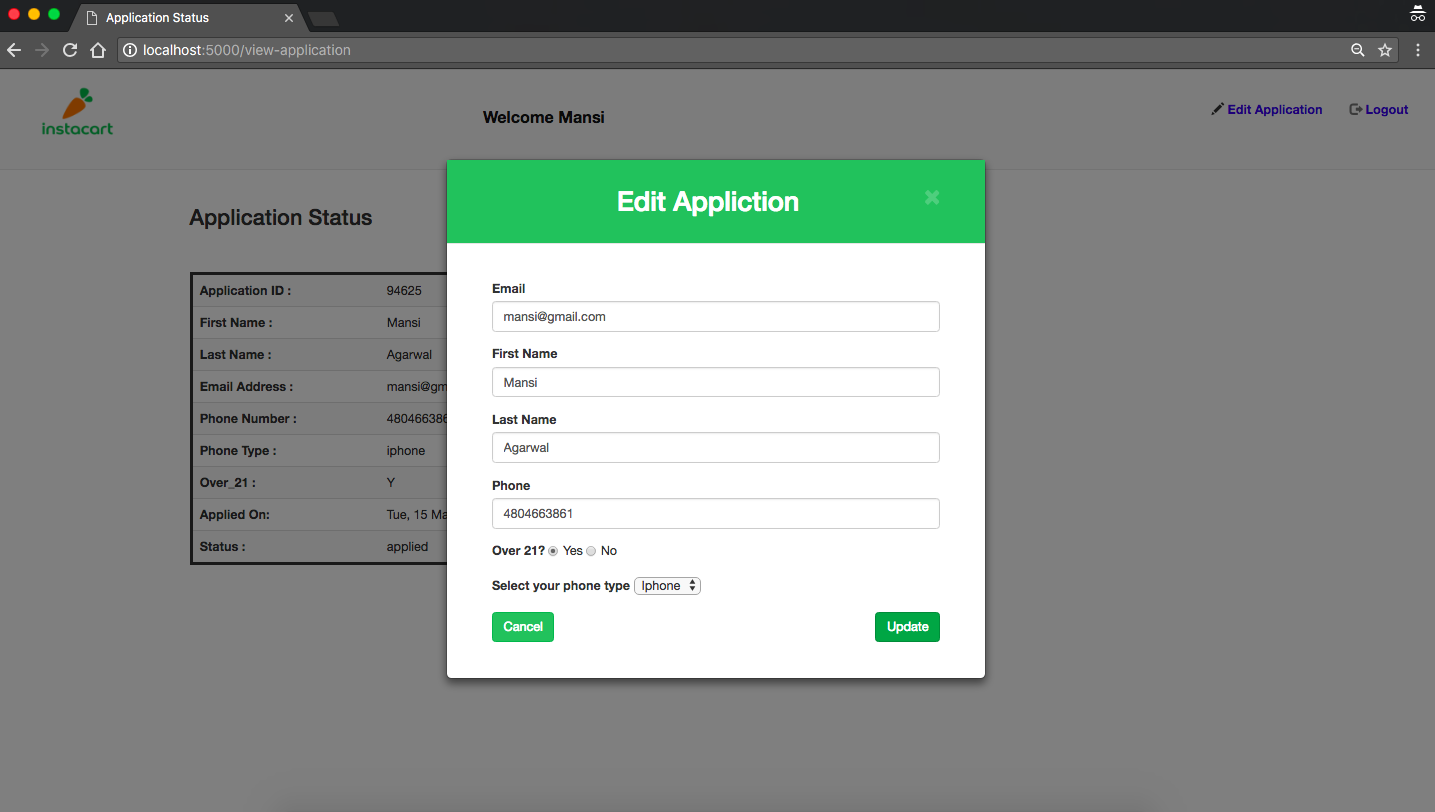 Application Status
localhost:5000/view-application
instacart
Welcome Mansi
Edit Application
Logout
Application Status
Application ID : 94625
First Name : Mansi
Last Name : Agarwal
Email Address : mansi@gm
Phone Number : 480466386
Phone Type : iphone
Over_21 : Y
Applied On: Tue, 15 Ma
Status : applied
Edit Appliction
Email
mansi@gmail.com
First Name
Mansi
Last Name
Agarwal
Phone
4804663861
Over 21? Yes No
Select your phone type Iphone
Cancel
Update